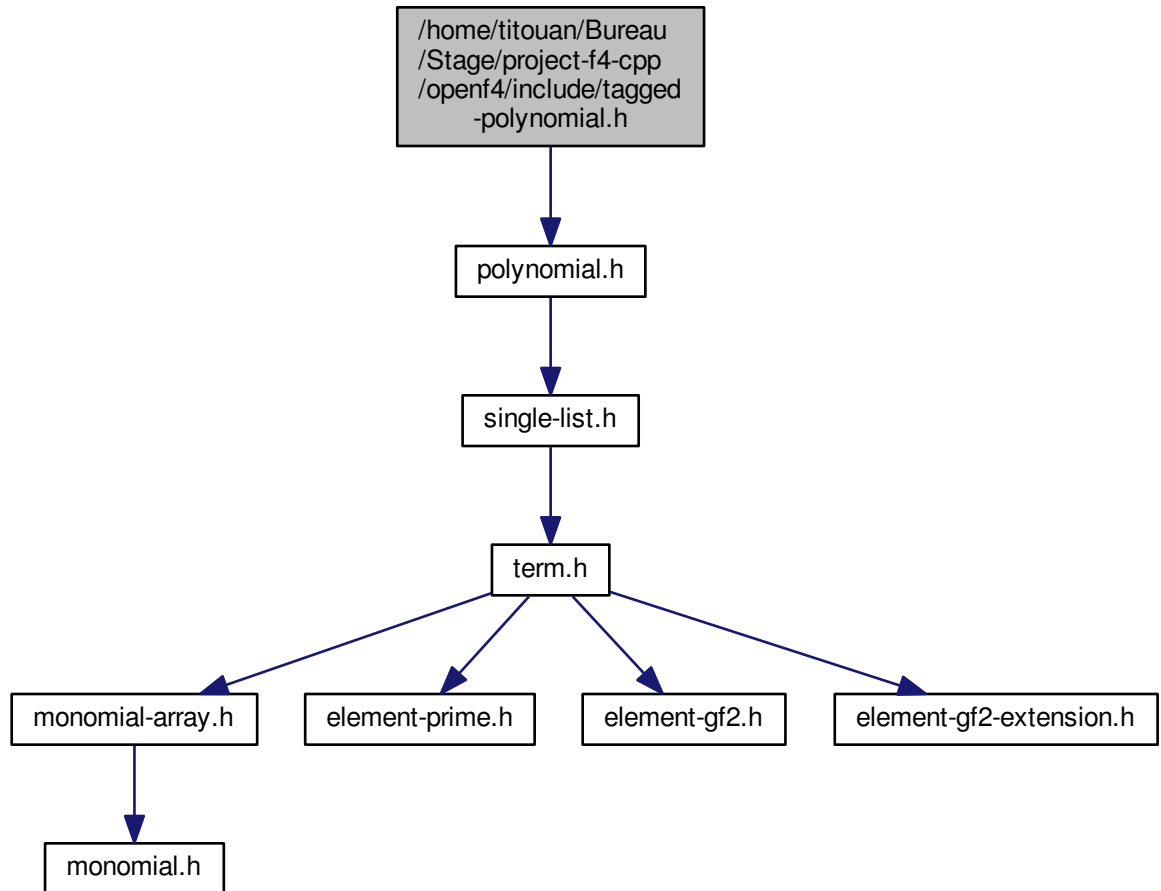 /home/titouan/Bureau
/Stage/project-f4-cpp
/openf4/include/tagged
-polynomial.h
polynomial.h
single-list.h
term.h
monomial-array.h
element-prime.h
element-gf2.h
element-gf2-extension.h
monomial.h